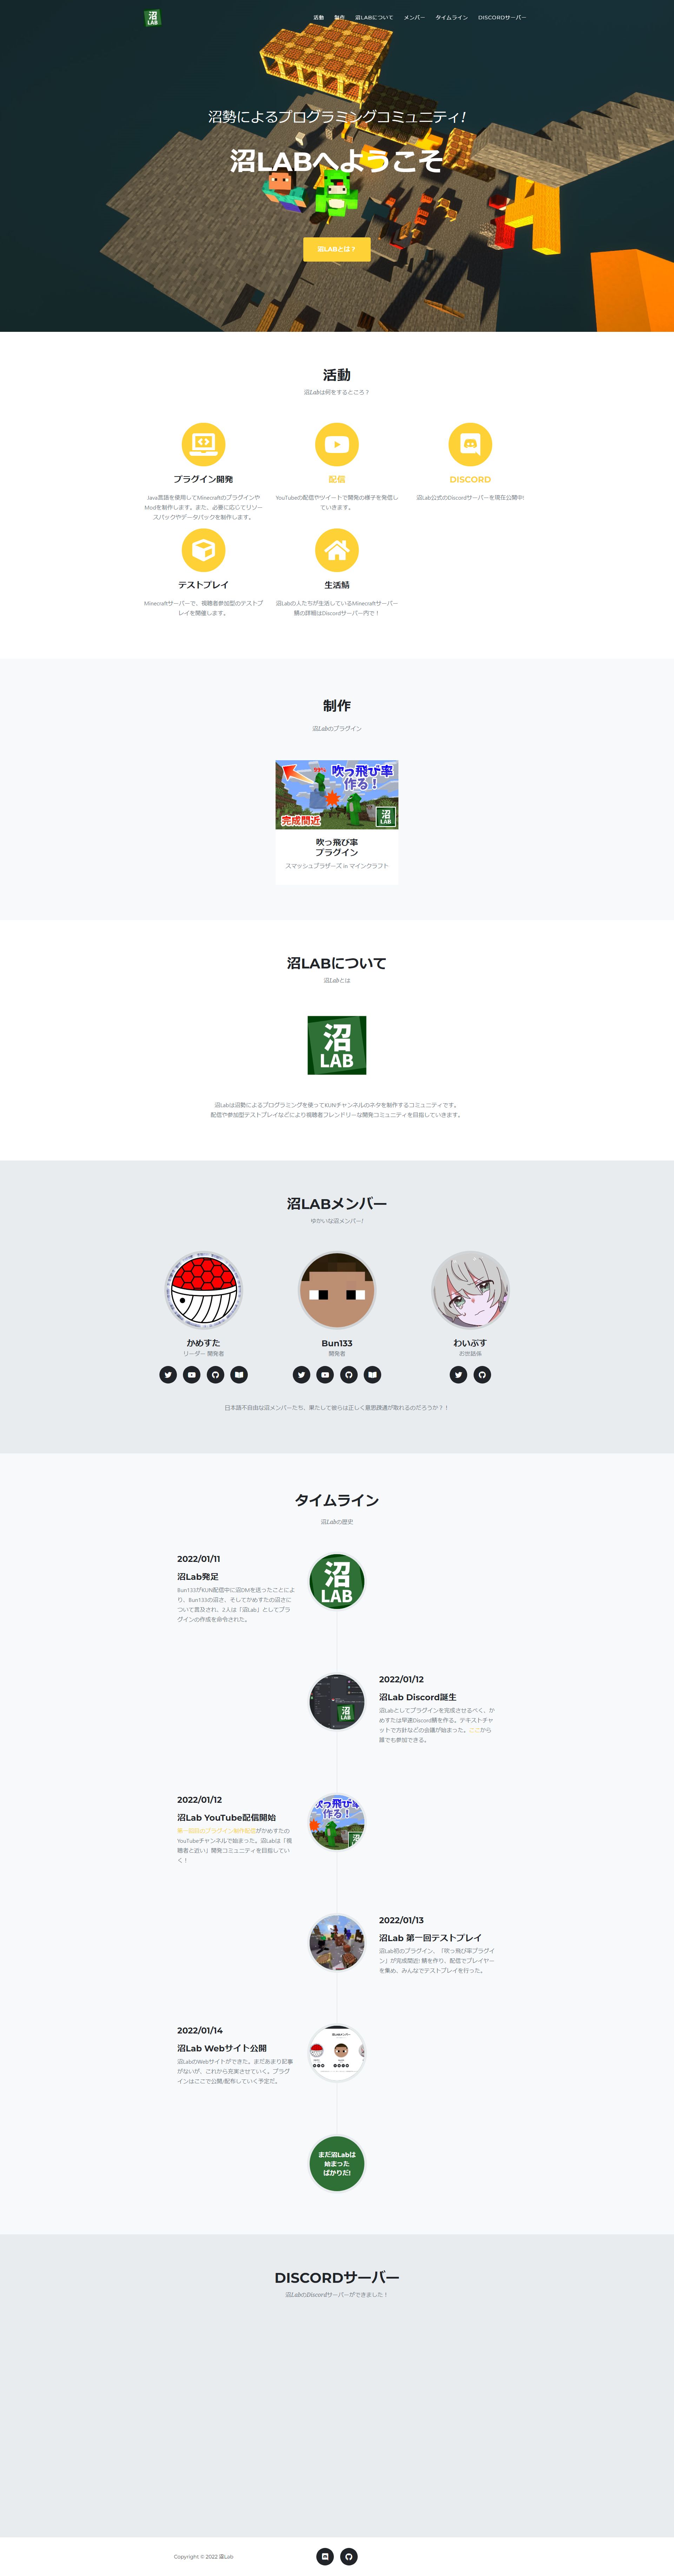 沼
LAB
活動 製作 沼LABについて メンバー タイムライン DISCORDサーバー
沼勢によるプログラミングコミュニティ!
沼LABへようこそ
沼LABとは？
活動
沼Labは何をするところ？
プラグイン開発
Java言語を使用してMinecraftのプラグインや
Modを制作します。また、必要に応じてリソー
スパックやデータパックを制作します。
配信
YouTubeの配信やツイートで開発の様子を発信し
ていきます。
DISCORD
沼Lab公式のDiscordサーバーを現在公開中!
テストプレイ
Minecraftサーバーで、視聴者参加型のテストプ
レイを開催します。
生活鯖
沼Labの人たちが生活しているMinecraftサーバー
鯖の詳細はDiscordサーバー内で！
制作
沼Labのプラグイン
99%
吹っ飛び率
作る！
完成間近
沼
LAB
吹っ飛び率
プラグイン
スマッシュブラザーズ in マインクラフト
沼LABについて
沼Labとは
沼
LAB
沼Labは沼勢によるプログラミングを使ってKUNチャンネルのネタを制作するコミュニティです。
配信や参加型テストプレイなどにより視聴者フレンドリーな開発コミュニティを目指していきます。
沼LABメンバー
ゆかいな沼メンバー!
かめすた
リーダー 開発者
Bun133
開発者
わいぷす
お世話係
日本語不自由な沼メンバーたち、果たして彼らは正しく意思疎通が取れるのだろうか？！
タイムライン
沼Labの歴史
2022/01/11
沼Lab発足
Bun133がKUN配信中に沼DMを送ったことによ
り、Bun133の沼さ、そしてかめすたの沼さに
ついて言及され、2人は「沼Lab」としてプラ
グインの作成を命令された。
沼
LAB
2022/01/12
沼Lab Discord誕生
沼Labとしてプラグインを完成させるべく、か
めすたは早速Discord鯖を作る。テキストチャ
ットで方針などの会議が始まった。ここから
誰でも参加できる。
沼
LAB
2022/01/12
沼Lab YouTube配信開始
第一回目のプラグイン制作配信がかめすたの
YouTubeチャンネルで始まった。沼Labは「視
聴者と近い」開発コミュニティを目指してい
く！
吹っ飛び率
作る！
2022/01/13
沼Lab 第一回テストプレイ
沼Lab初のプラグイン、「吹っ飛び率プラグイ
ン」が完成間近! 鯖を作り、配信でプレイヤー
を集め、みんなでテストプレイを行った。
2022/01/14
沼Lab Webサイト公開
沼LabのWebサイトができた。まだあまり記事
がないが、これから充実させていく。プラグ
インはここで公開/配布していく予定だ。
沼LABメンバー
まだ沼Labは
始まった
ばかりだ!
DISCORDサーバー
沼LabのDiscordサーバーができました！
Copyright © 2022 沼Lab